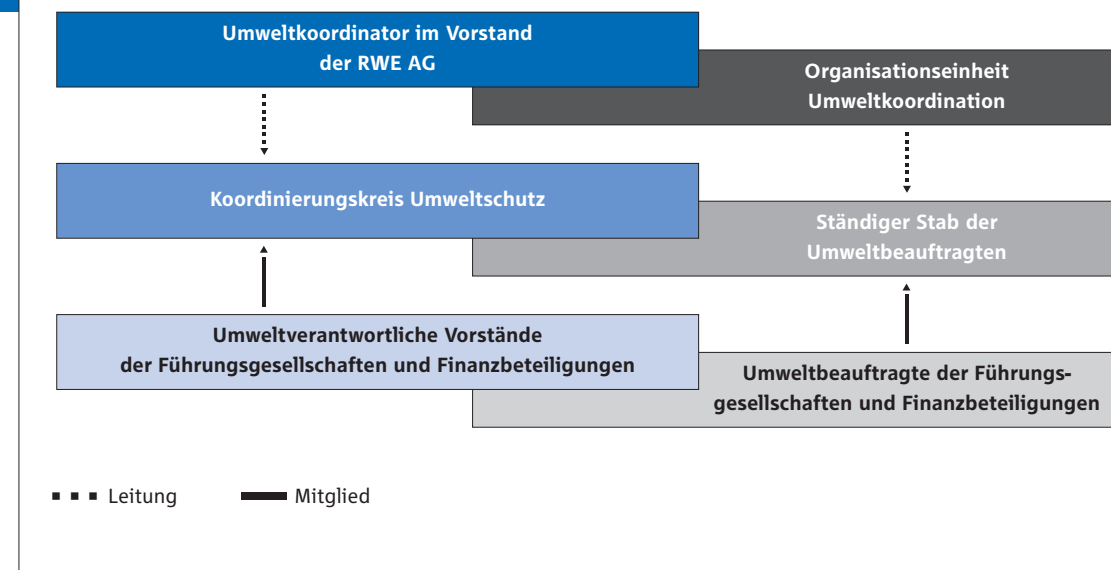 Umweltkoordinator im Vorstand
der RWE AG
Organisationseinheit
Umweltkoordination
Koordinierungskreis Umweltschutz
Ständiger Stab der
Umweltbeauftragten
Umweltverantwortliche Vorstände
der Führungsgesellschaften und Finanzbeteiligungen
Umweltbeauftragte der Führungs-
gesellschaften und Finanzbeteiligungen
Leitung
Mitglied